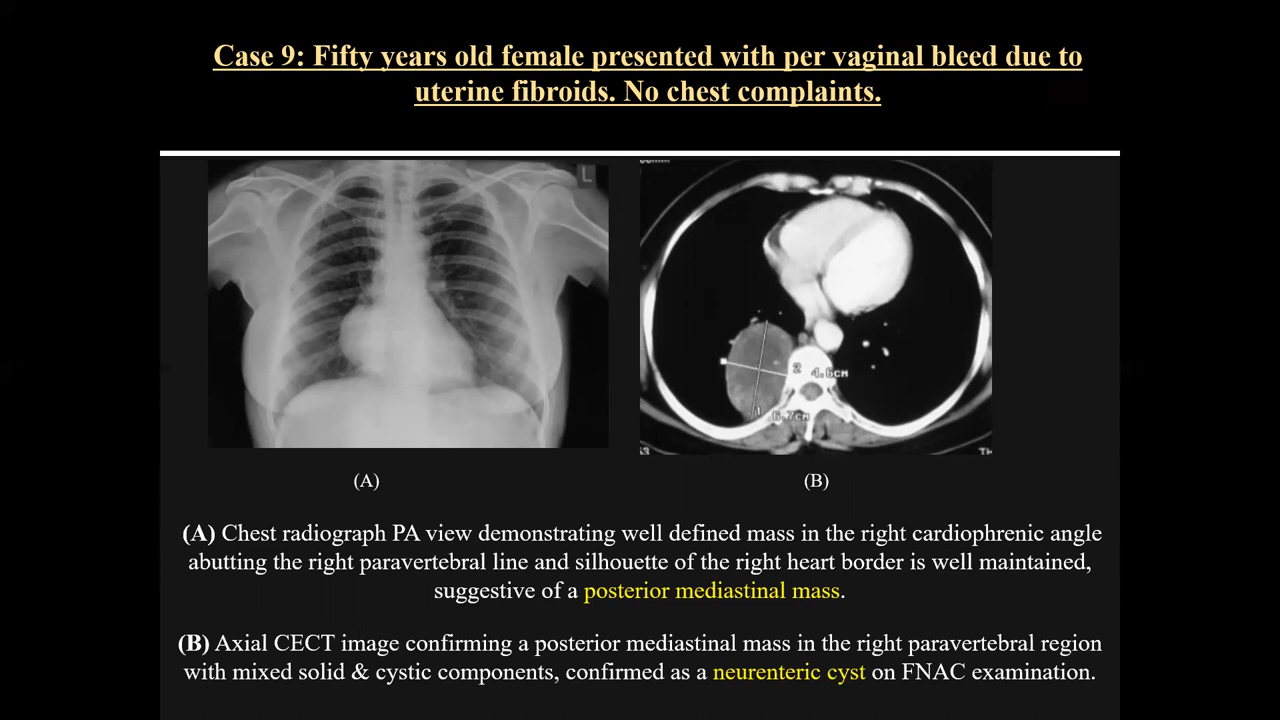 Case 9: Fifty years old female presented with per vaginal bleed due to
uterine fibroids. No chest complaints.
L
2 4.6cm
1 6.7cm
(A)
(B)
(A) Chest radiograph PA view demonstrating well defined mass in the right cardiophrenic angle
abutting the right paravertebral line and silhouette of the right heart border is well maintained,
suggestive of a posterior mediastinal mass.
(B) Axial CECT image confirming a posterior mediastinal mass in the right paravertebral region
with mixed solid & cystic components, confirmed as a neurenteric cyst on FNAC examination.